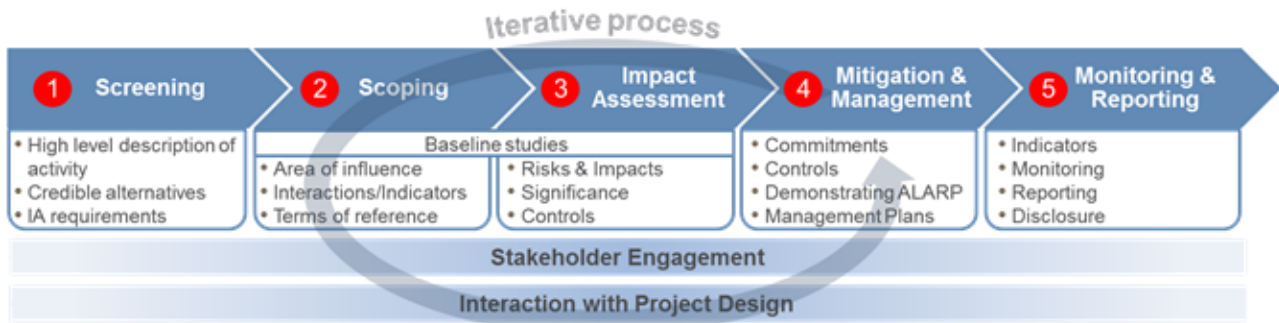 Iterative process
1 Screening
2 Scoping
3 Impact
Assessment
4 Mitigation &
Management
5 Monitoring &
Reporting
• High level description of
activity
• Credible alternatives
• IA requirements
Baseline studies
• Area of influence
• Interactions/Indicators
• Terms of reference
• Risks & Impacts
• Significance
• Controls
• Commitments
• Controls
• Demonstrating ALARP
• Management Plans
• Indicators
• Monitoring
• Reporting
• Disclosure
Stakeholder Engagement
Interaction with Project Design